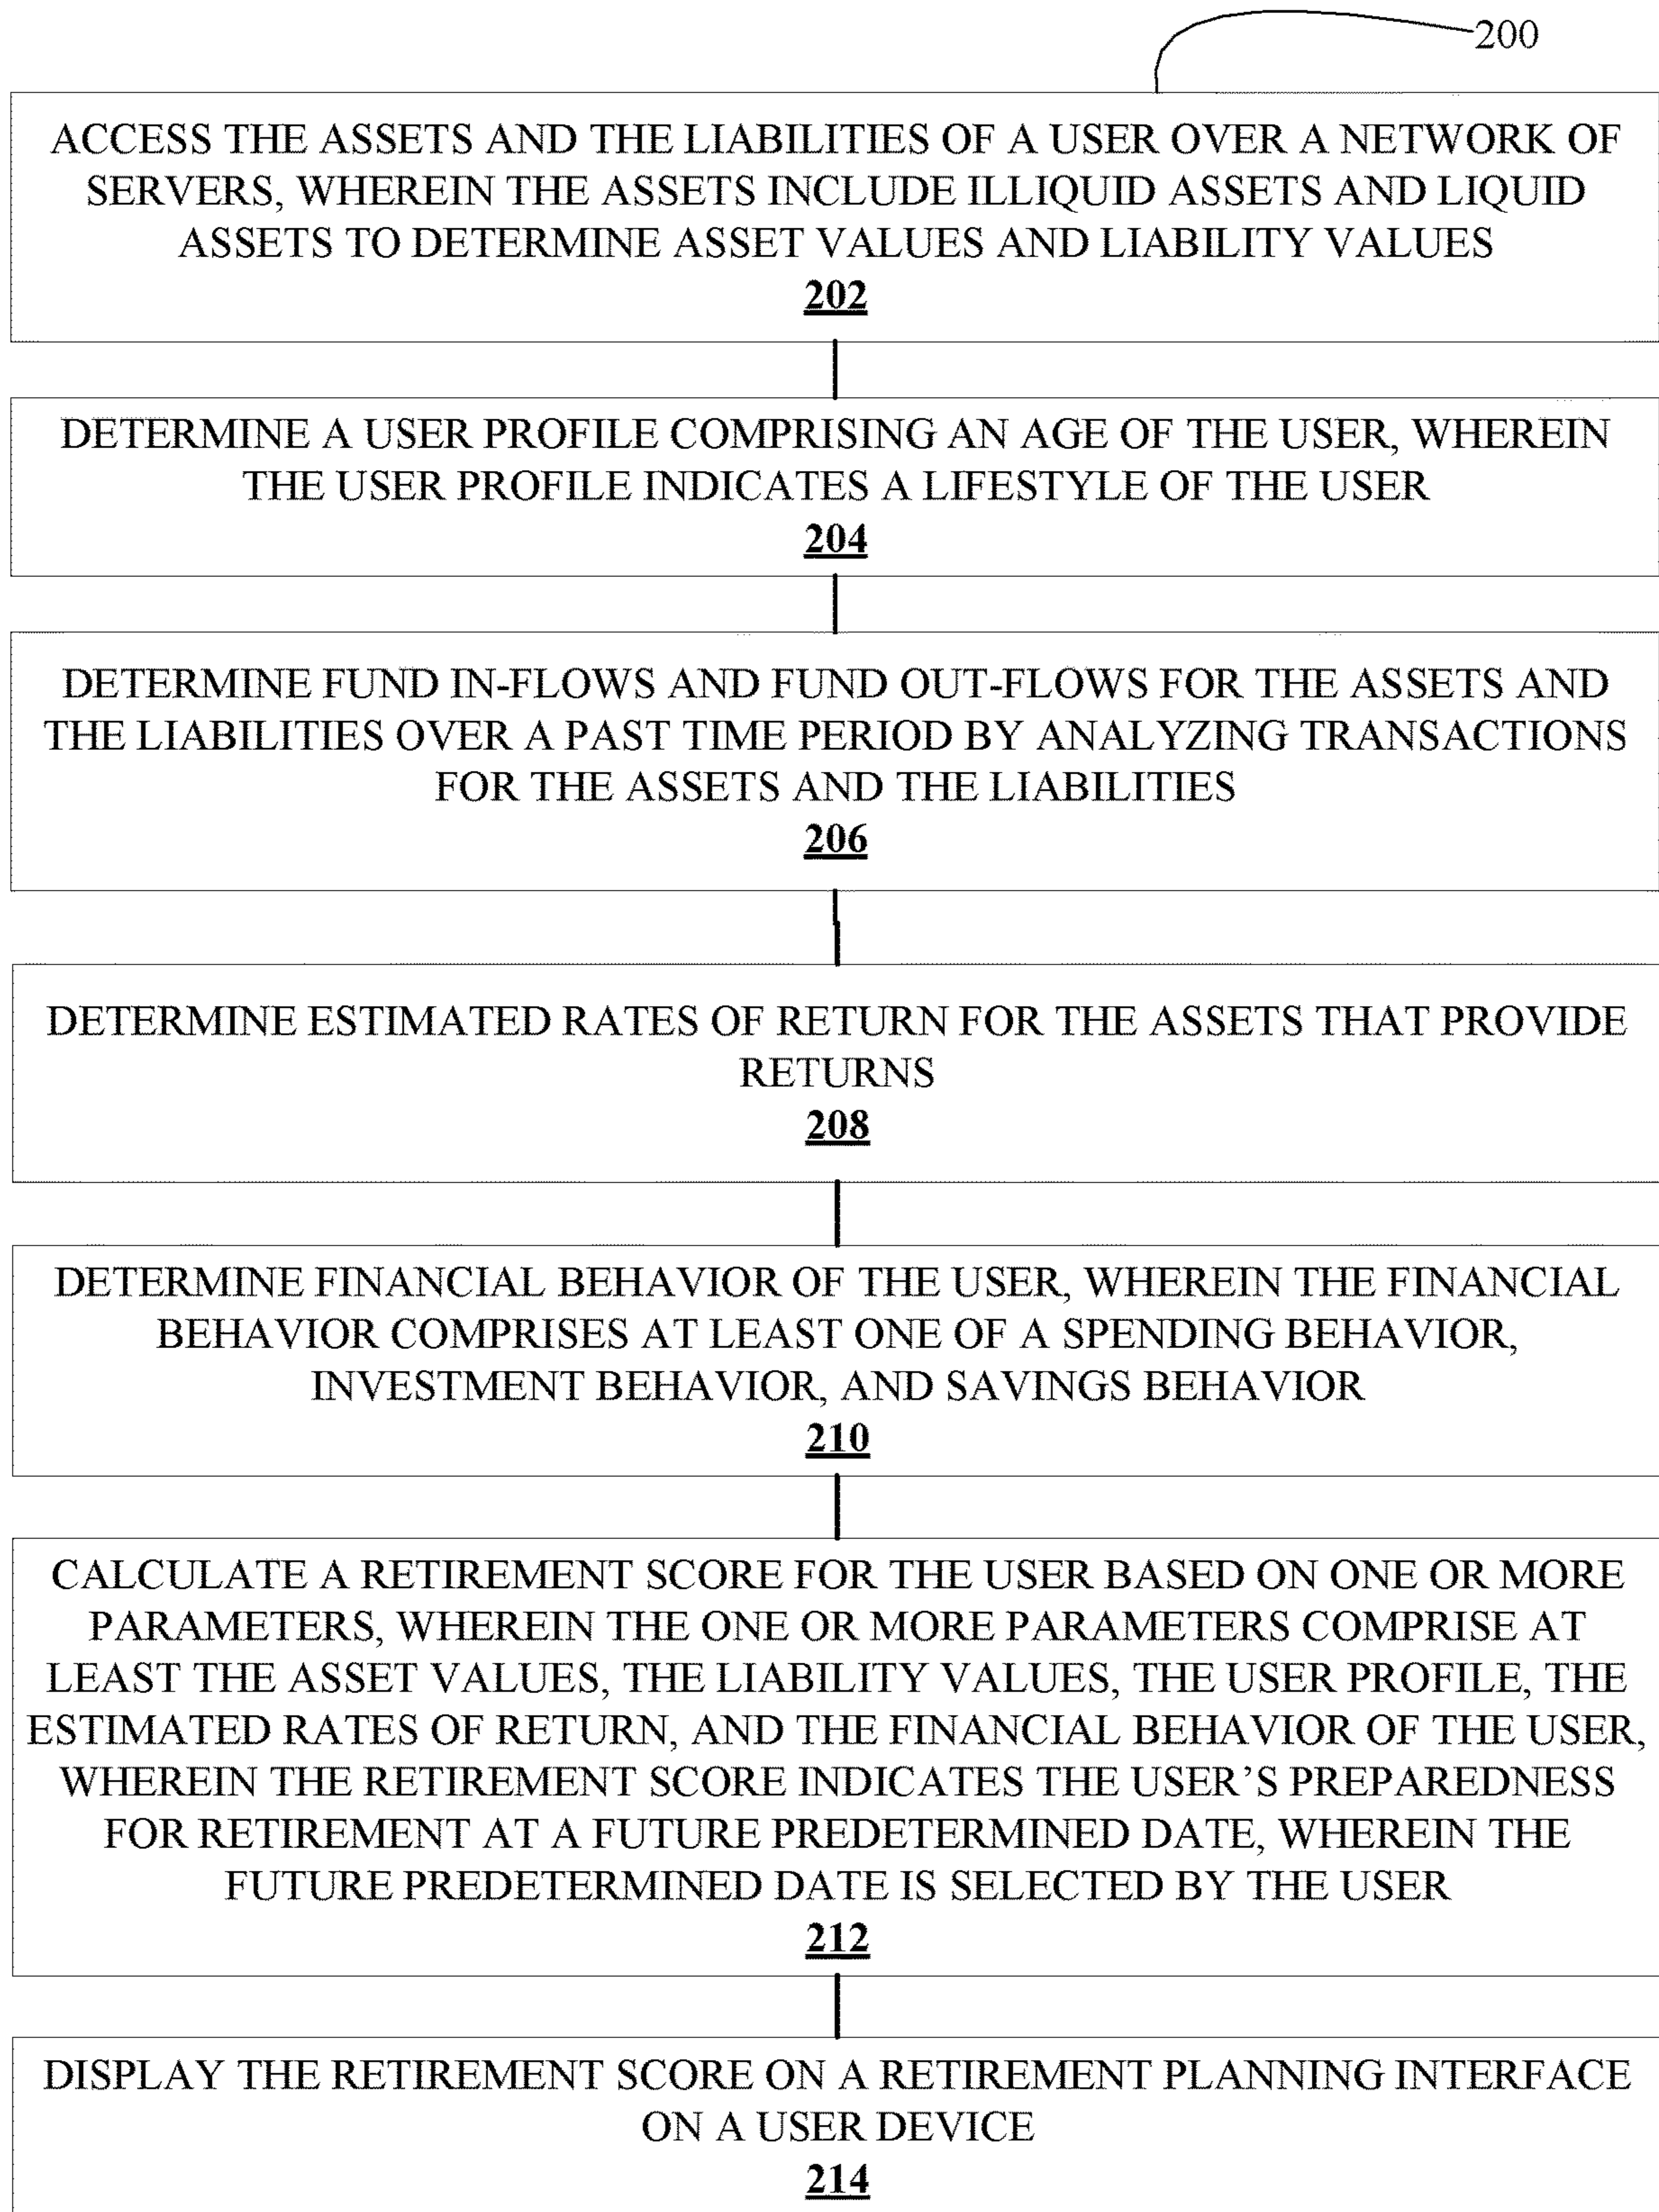 200
ACCESS THE ASSETS AND THE LIABILITIES OF A USER OVER A NETWORK OF
SERVERS, WHEREIN THE ASSETS INCLUDE ILLIQUID ASSETS AND LIQUID
ASSETS TO DETERMINE ASSET VALUES AND LIABILITY VALUES
202
DETERMINE A USER PROFILE COMPRISING AN AGE OF THE USER, WHEREIN
THE USER PROFILE INDICATES A LIFESTYLE OF THE USER
204
DETERMINE FUND IN-FLOWS AND FUND OUT-FLOWS FOR THE ASSETS AND
THE LIABILITIES OVER A PAST TIME PERIOD BY ANALYZING TRANSACTIONS
FOR THE ASSETS AND THE LIABILITIES
206
DETERMINE ESTIMATED RATES OF RETURN FOR THE ASSETS THAT PROVIDE
RETURNS
208
DETERMINE FINANCIAL BEHAVIOR OF THE USER, WHEREIN THE FINANCIAL
BEHAVIOR COMPRISES AT LEAST ONE OF A SPENDING BEHAVIOR,
INVESTMENT BEHAVIOR, AND SAVINGS BEHAVIOR
210
CALCULATE A RETIREMENT SCORE FOR THE USER BASED ON ONE OR MORE
PARAMETERS, WHEREIN THE ONE OR MORE PARAMETERS COMPRISE AT
LEAST THE ASSET VALUES, THE LIABILITY VALUES, THE USER PROFILE, THE
ESTIMATED RATES OF RETURN, AND THE FINANCIAL BEHAVIOR OF THE USER,
WHEREIN THE RETIREMENT SCORE INDICATES THE USER’S PREPAREDNESS
FOR RETIREMENT AT A FUTURE PREDETERMINED DATE, WHEREIN THE
FUTURE PREDETERMINED DATE IS SELECTED BY THE USER
212
DISPLAY THE RETIREMENT SCORE ON A RETIREMENT PLANNING INTERFACE
ON A USER DEVICE
214